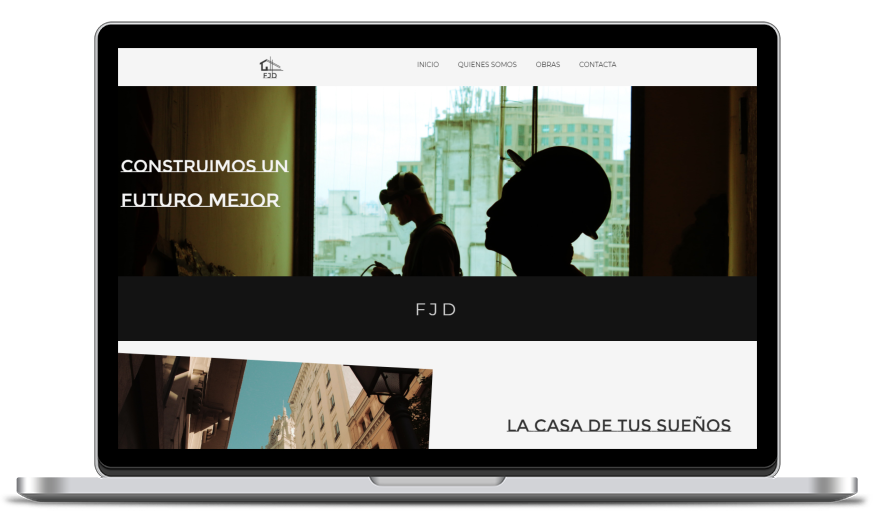 FJD
INICIO QUIENES SOMOS OBRAS CONTACTA
CONSTRUIMOS UN
FUTURO MEJOR
FJD
LA CASA DE TUS SUEÑOS